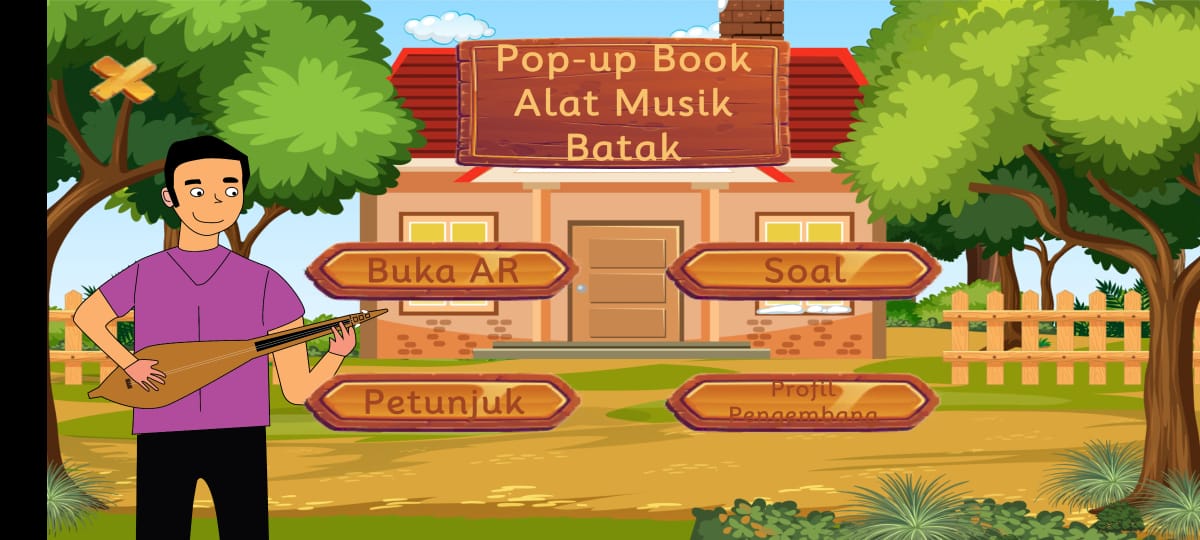 Pop-up Book
Alat Musik
Batak
Buka AR
Soal
Petunjuk
Profil
Pengembang